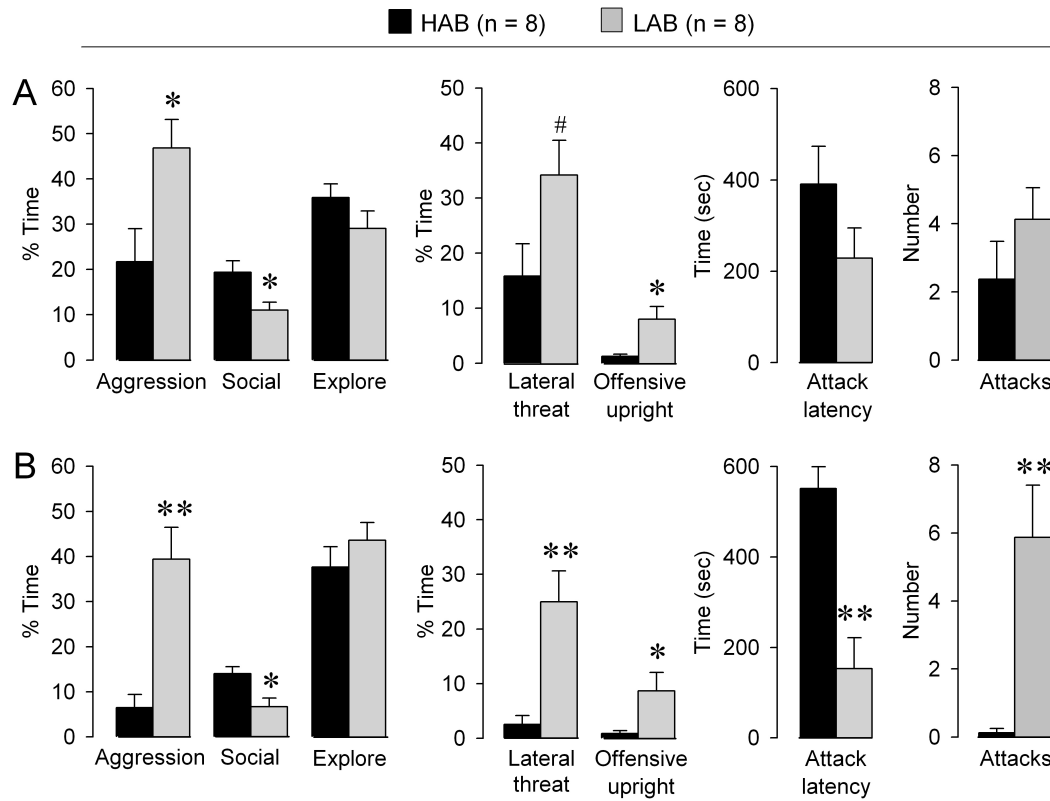 HAB (n = 8) LAB (n = 8)
A
60
50
40
30
20
10
0
% Time
*
*
Aggression Social Explore
50
40
30
20
10
0
% Time
#
*
Lateral threat
Offensive upright
600
400
200
0
Time (sec)
Attack latency
8
6
4
2
0
Number
Attacks
B
60
50
40
30
20
10
0
% Time
**
*
Aggression Social Explore
50
40
30
20
10
0
% Time
**
*
Lateral threat
Offensive upright
600
400
200
0
Time (sec)
**
Attack latency
8
6
4
2
0
Number
**
Attacks